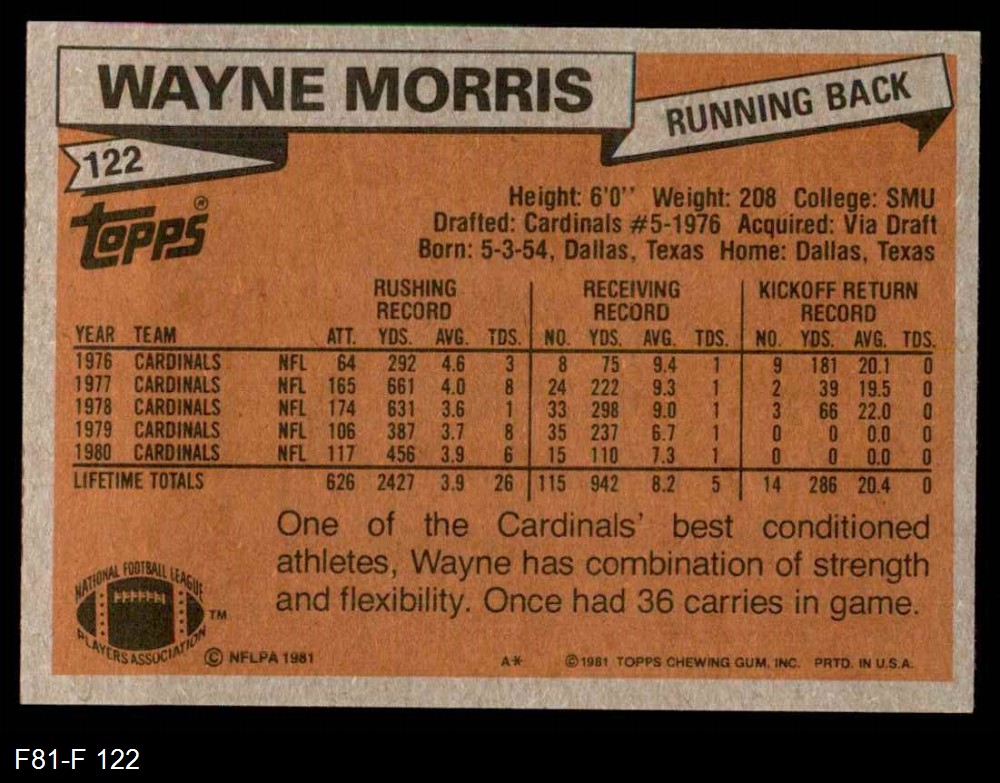 WAYNE MORRIS
RUNNING BACK
122
Topps®
Height: 6'0'' Weight: 208 College: SMU
Drafted: Cardinals #5-1976 Acquired: Via Draft
Born: 5-3-54, Dallas, Texas Home: Dallas, Texas
RUSHING RECORD RECEIVING RECORD KICKOFF RETURN RECORD
YEAR TEAM ATT. YDS. AVG. TDS. NO. YDS. AVG. TDS. NO. YDS. AVG. TDS.
1976 CARDINALS NFL 64 292 4.6 3 8 75 9.4 1 9 181 20.1 0
1977 CARDINALS NFL 165 661 4.0 8 24 222 9.3 1 2 39 19.5 0
1978 CARDINALS NFL 174 631 3.6 1 33 298 9.0 1 3 66 22.0 0
1979 CARDINALS NFL 106 387 3.7 8 35 237 6.7 1 0 0 0.0 0
1980 CARDINALS NFL 117 456 3.9 6 15 110 7.3 1 0 0 0.0 0
LIFETIME TOTALS 626 2427 3.9 26 115 942 8.2 5 14 286 20.4 0
One of the Cardinals' best conditioned
athletes, Wayne has combination of strength
and flexibility. Once had 36 carries in game.
NATIONAL FOOTBALL LEAGUE
PLAYERS ASSOCIATION
TM
© NFLPA 1981
A* ©1981 TOPPS CHEWING GUM, INC. PRTD. IN U.S.A.
F81-F 122